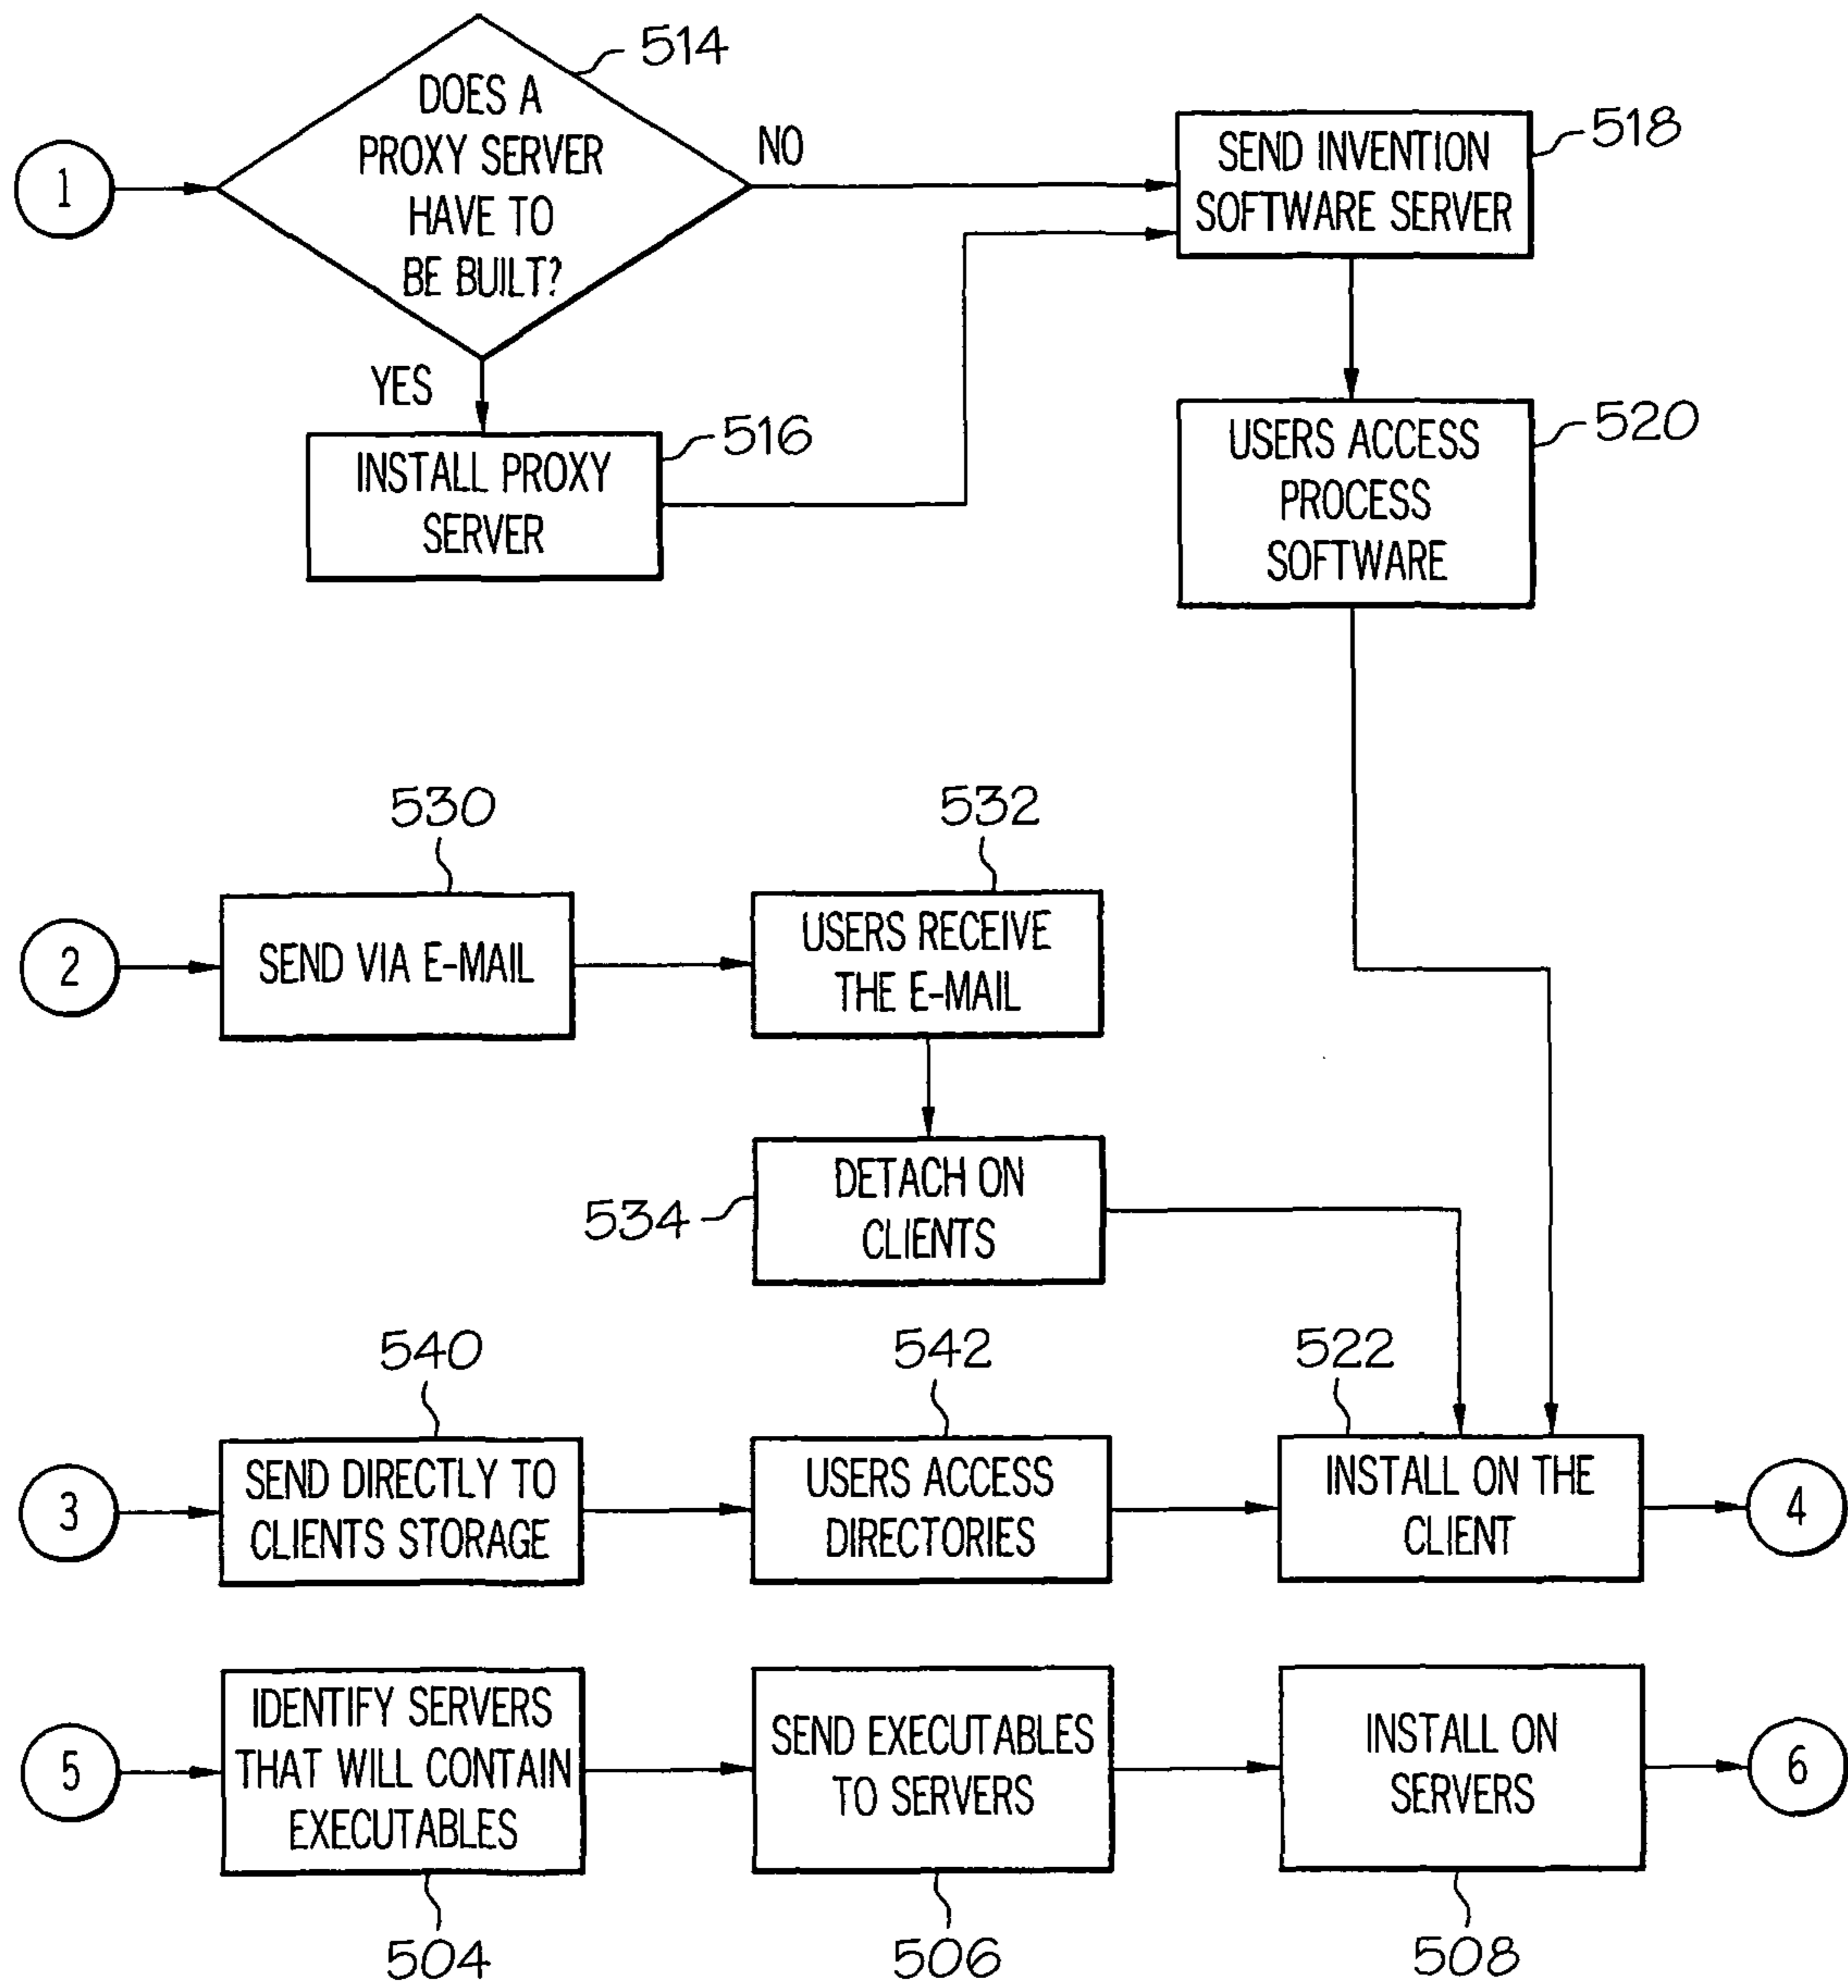 514
DOES A
PROXY SERVER
HAVE TO
BE BUILT?
1
NO
YES
SEND INVENTION
SOFTWARE SERVER
518
INSTALL PROXY
SERVER
516
USERS ACCESS
PROCESS
SOFTWARE
520
530
532
2
SEND VIA E-MAIL
USERS RECEIVE
THE E-MAIL
534
DETACH ON
CLIENTS
540
542
522
3
SEND DIRECTLY TO
CLIENTS STORAGE
USERS ACCESS
DIRECTORIES
INSTALL ON THE
CLIENT
4
5
IDENTIFY SERVERS
THAT WILL CONTAIN
EXECUTABLES
SEND EXECUTABLES
TO SERVERS
INSTALL ON
SERVERS
6
504
506
508